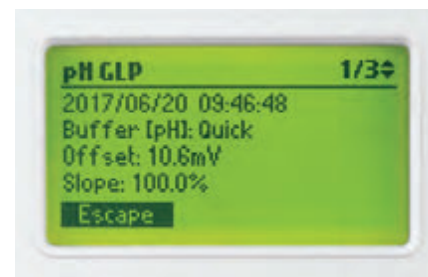 pH GLP 1/3
2017/06/20 09:46:48
Buffer [pH]: Quick
Offset: 10.6mV
Slope: 100.0%
Escape